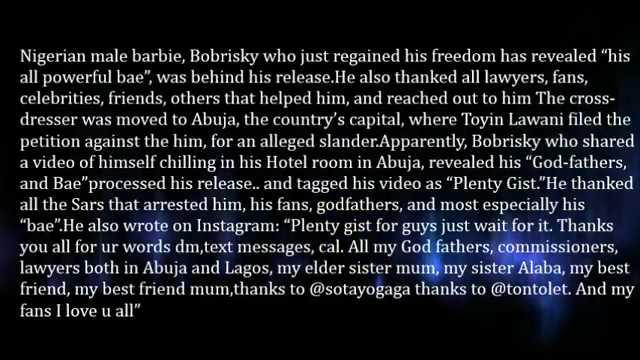 Nigerian male barbie, Bobrisky who just regained his freedom has revealed “his
all powerful bae”, was behind his release.He also thanked all lawyers, fans,
celebrities, friends, others that helped him, and reached out to him The cross-
dresser was moved to Abuja, the country’s capital, where Toyin Lawani filed the
petition against the him, for an alleged slander.Apparently, Bobrisky who shared
a video of himself chilling in his Hotel room in Abuja, revealed his “God-fathers,
and Bae”processed his release.. and tagged his video as “Plenty Gist.”He thanked
all the Sars that arrested him, his fans, godfathers, and most especially his
“bae”.He also wrote on Instagram: “Plenty gist for guys just wait for it. Thanks
you all for ur words dm,text messages, cal. All my God fathers, commissioners,
lawyers both in Abuja and Lagos, my elder sister mum, my sister Alaba, my best
friend, my best friend mum,thanks to @sotayogaga thanks to @tontolet. And my
fans I love u all”